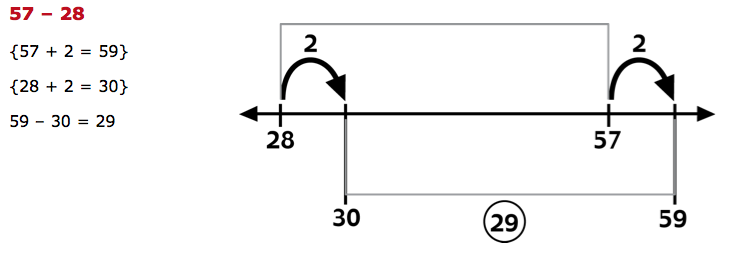 57 – 28
{57 + 2 = 59}
{28 + 2 = 30}
59 – 30 = 29
2 2
28 57
30 29 59